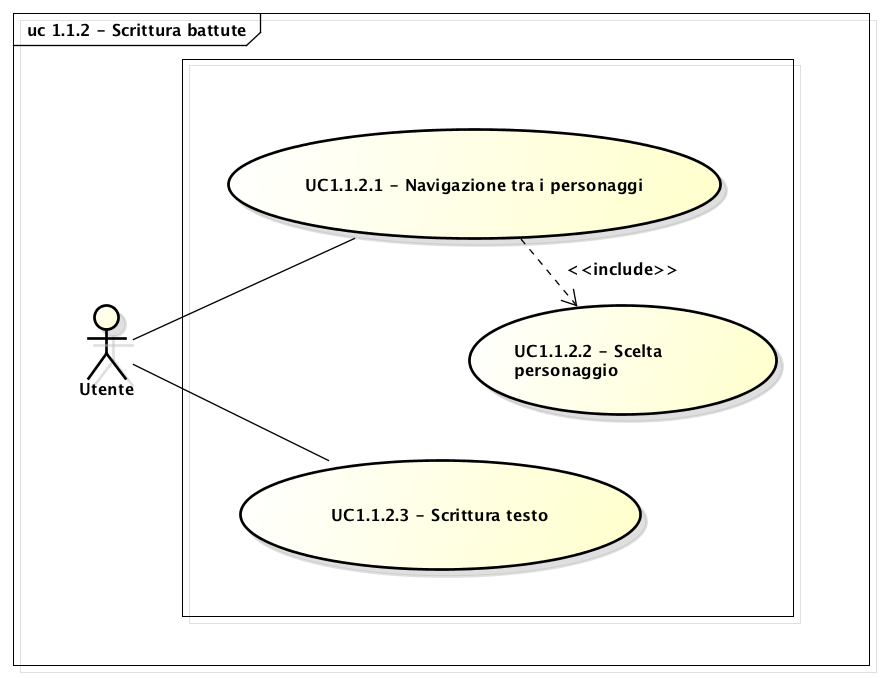 uc 1.1.2 - Scrittura battute
UC1.1.2.1 - Navigazione tra i personaggi
<<include>>
UC1.1.2.2 - Scelta
personaggio
Utente
UC1.1.2.3 - Scrittura testo